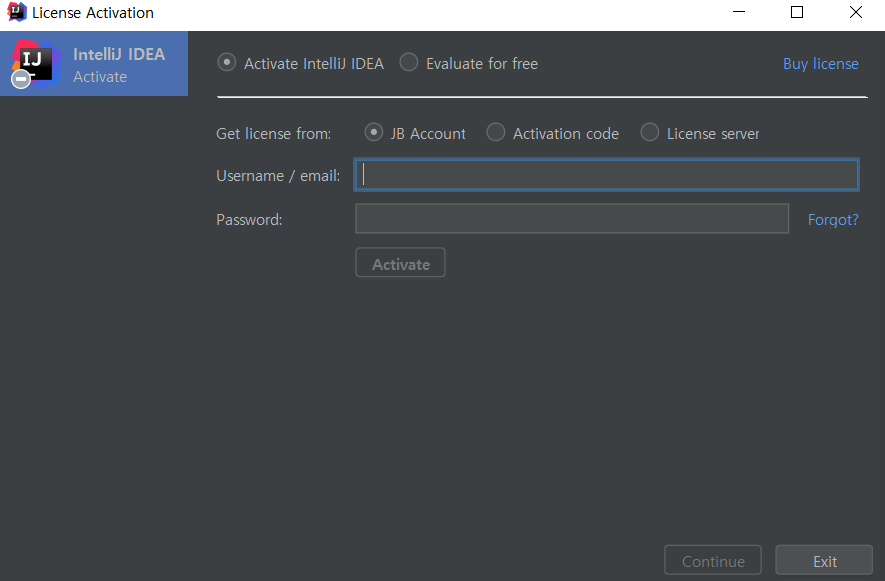 License Activation
IntelliJ IDEA
Activate
Activate IntelliJ IDEA Evaluate for free Buy license
Get license from: JB Account Activation code License server
Username / email:
Password: Forgot?
Activate
Continue Exit